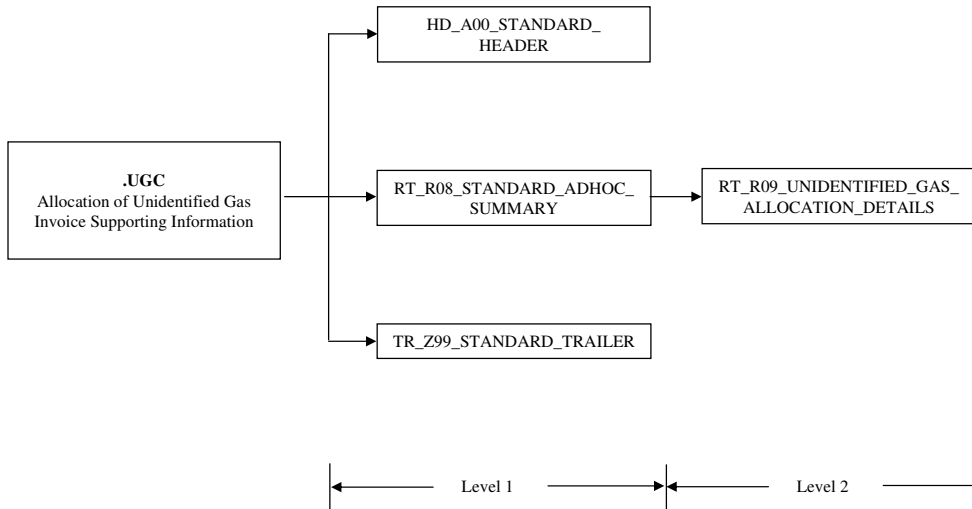 HD_A00_STANDARD_
HEADER
.UGC
Allocation of Unidentified Gas
Invoice Supporting Information
RT_R08_STANDARD_ADHOC_
SUMMARY
RT_R09_UNIDENTIFIED_GAS_
ALLOCATION_DETAILS
TR_Z99_STANDARD_TRAILER
Level 1
Level 2